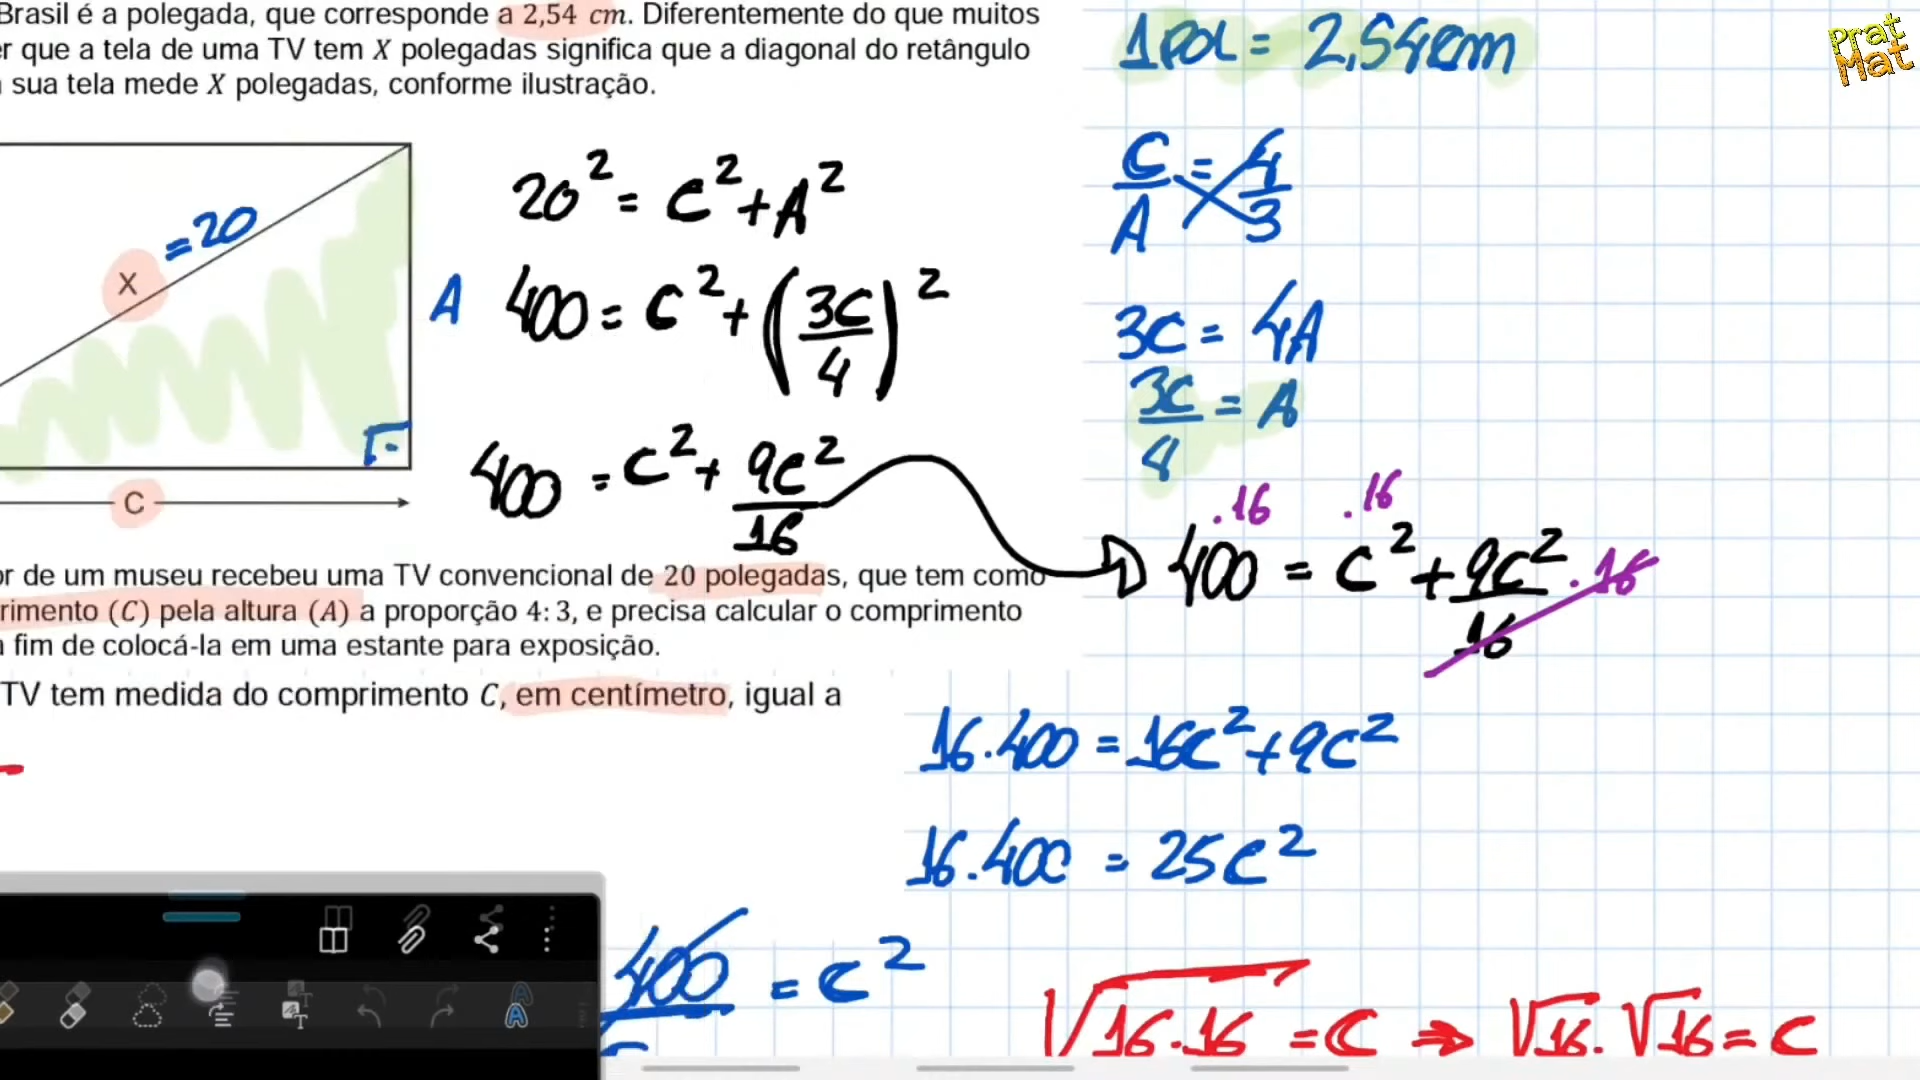 Brasil é a polegada, que corresponde a 2,54 cm. Diferentemente do que muitos
que a tela de uma TV tem X polegadas significa que a diagonal do retângulo
sua tela mede X polegadas, conforme ilustração.
X = 20
A
C
20² = C² + A²
400 = C² + (3C/4)²
400 = C² + 9C²/16
de um museu recebeu uma TV convencional de 20 polegadas, que tem como
rimento (C) pela altura (A) a proporção 4:3, e precisa calcular o comprimento
fim de colocá-la em uma estante para exposição.
TV tem medida do comprimento C, em centímetro, igual a
1 POL = 2,54cm
C/A = 4/3
3C = 4A
3C/4 = A
.16 .16
400 = C² + 9C²/16 .16
16.400 = 16C² + 9C²
16.400 = 25C²
400 = C²
√16.16 = C ⇒ √16.√16 = C
Prat
Mat